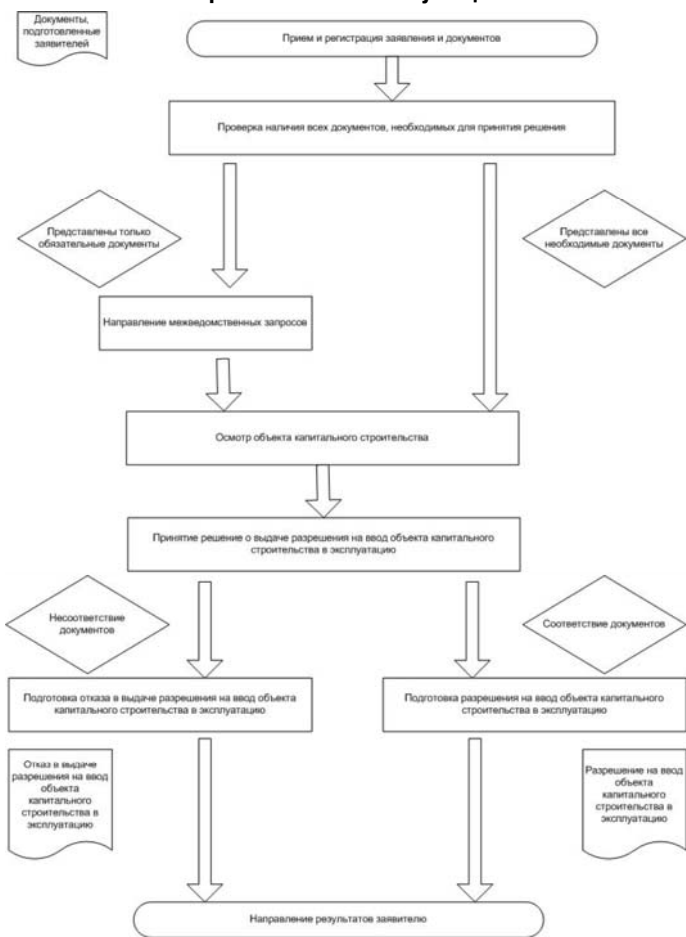 Документы,
подготовленные
заявителей
Прием и регистрация заявления и документов
Проверка наличия всех документов, необходимых для принятия решения
Представлены только
обязательные документы
Представлены все
необходимые документы
Направление межведомственных запросов
Осмотр объекта капитального строительства
Принятие решение о выдаче разрешения на ввод объекта капитального
строительства в эксплуатацию
Несоответствие
документов
Соответствие документов
Подготовка отказа в выдаче разрешения на ввод объекта
капитального строительства в эксплуатацию
Подготовка разрешения на ввод объекта капитального
строительства в эксплуатацию
Отказ в выдаче
разрешения на ввод
объекта
капитального
строительства в
эксплуатацию
Разрешение на ввод
объекта
капитального
строительства в
эксплуатацию
Направление результатов заявителю